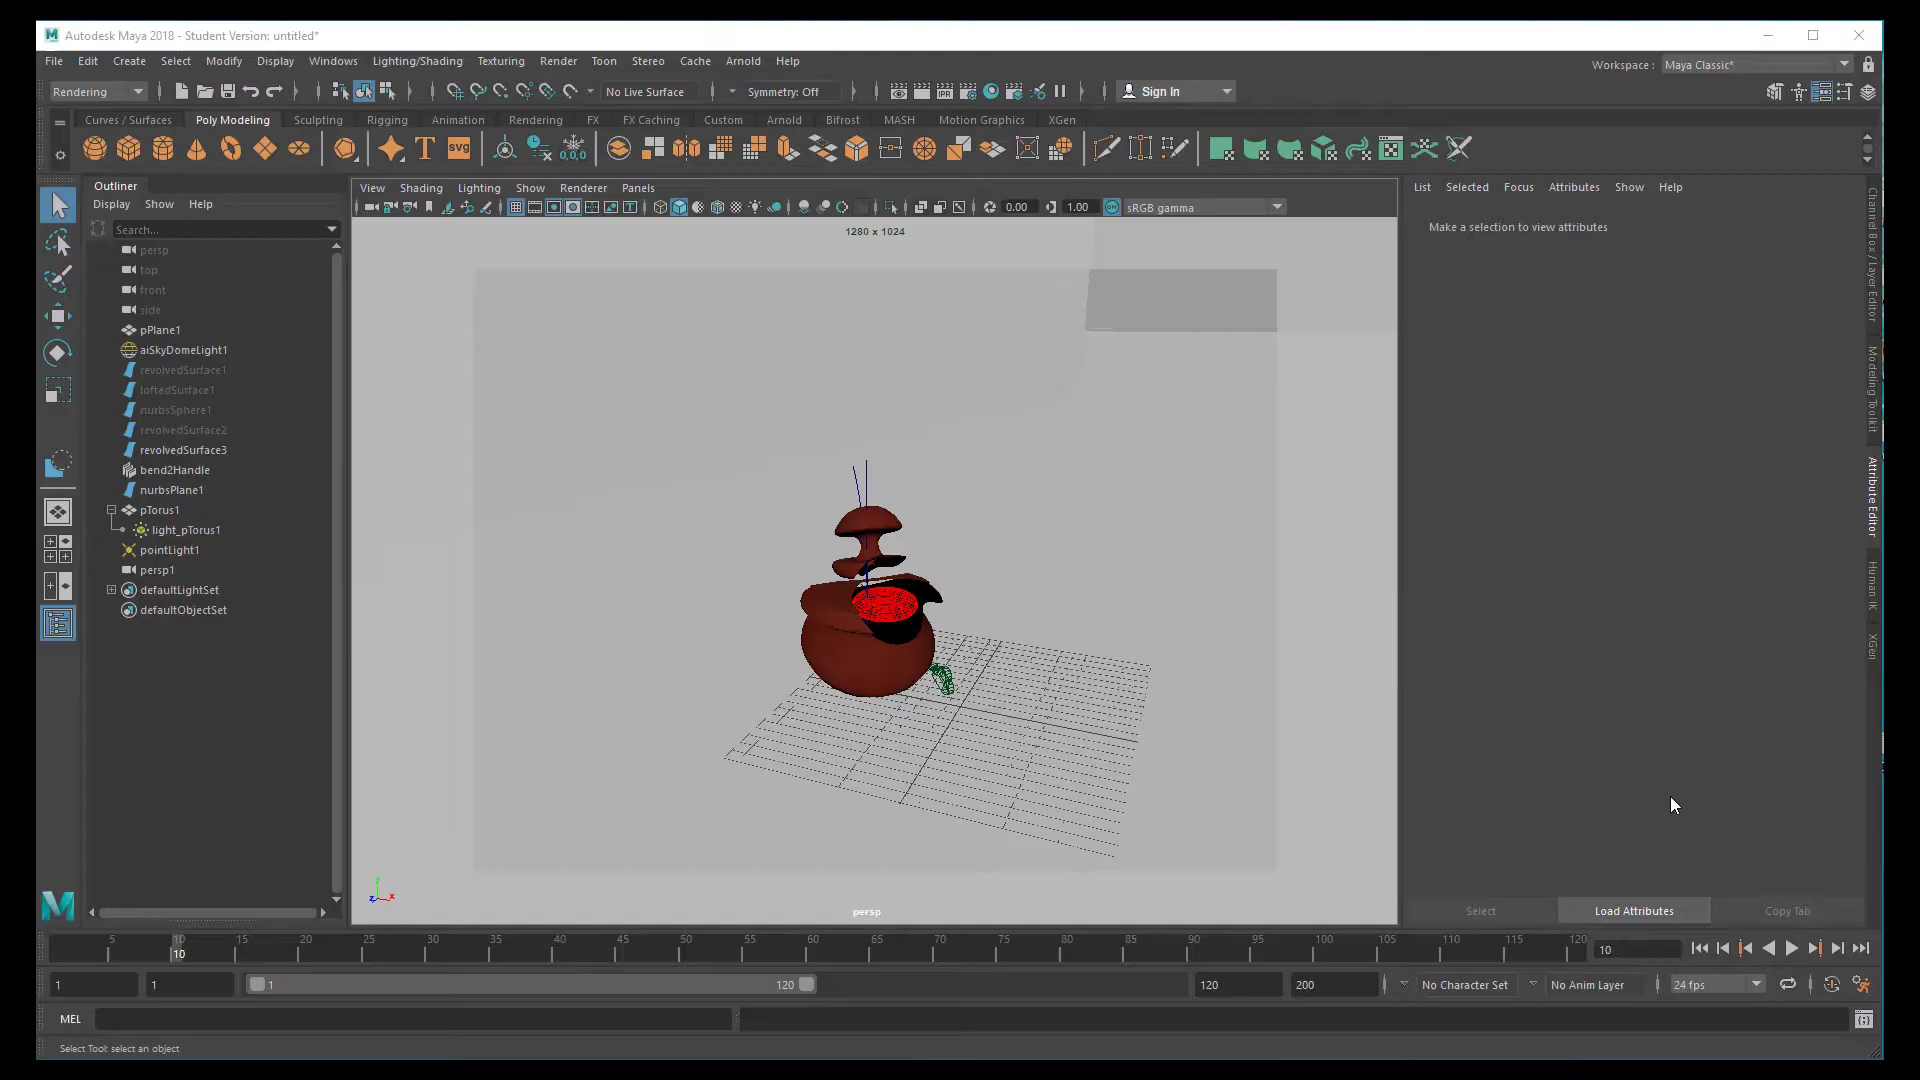 Autodesk Maya 2018 - Student Version: untitled*
File Edit Create Select Modify Display Windows Lighting/Shading Texturing Render Toon Stereo Cache Arnold Help
Workspace : Maya Classic*
Rendering No Live Surface Symmetry: Off Sign In
Curves / Surfaces Poly Modeling Sculpting Rigging Animation Rendering FX FX Caching Custom Arnold Bifrost MASH Motion Graphics XGen
T svg 0,0,0
IPR
Outliner
Display Show Help
Search...
persp
top
front
side
pPlane1
aiSkyDomeLight1
revolvedSurface1
loftedSurface1
nurbsSphere1
revolvedSurface2
revolvedSurface3
bend2Handle
nurbsPlane1
pTorus1
light_pTorus1
pointLight1
persp1
defaultLightSet
defaultObjectSet
View Shading Lighting Show Renderer Panels
0.00 1.00 ON sRGB gamma
1280 x 1024
y
z x
persp
List Selected Focus Attributes Show Help
Make a selection to view attributes
Channel Box / Layer Editor
Modeling Toolkit
Attribute Editor
Human IK
XGen
Select Load Attributes Copy Tab
5 10 15 20 25 30 35 40 45 50 55 60 65 70 75 80 85 90 95 100 105 110 115 120
10
10
1 1 1 120 120 200 No Character Set No Anim Layer 24 fps
MEL
Select Tool: select an object